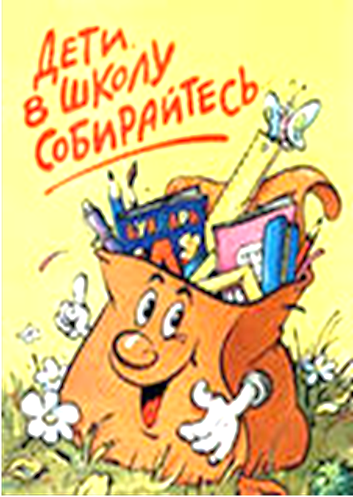 Дети
в школу
собирайтесь